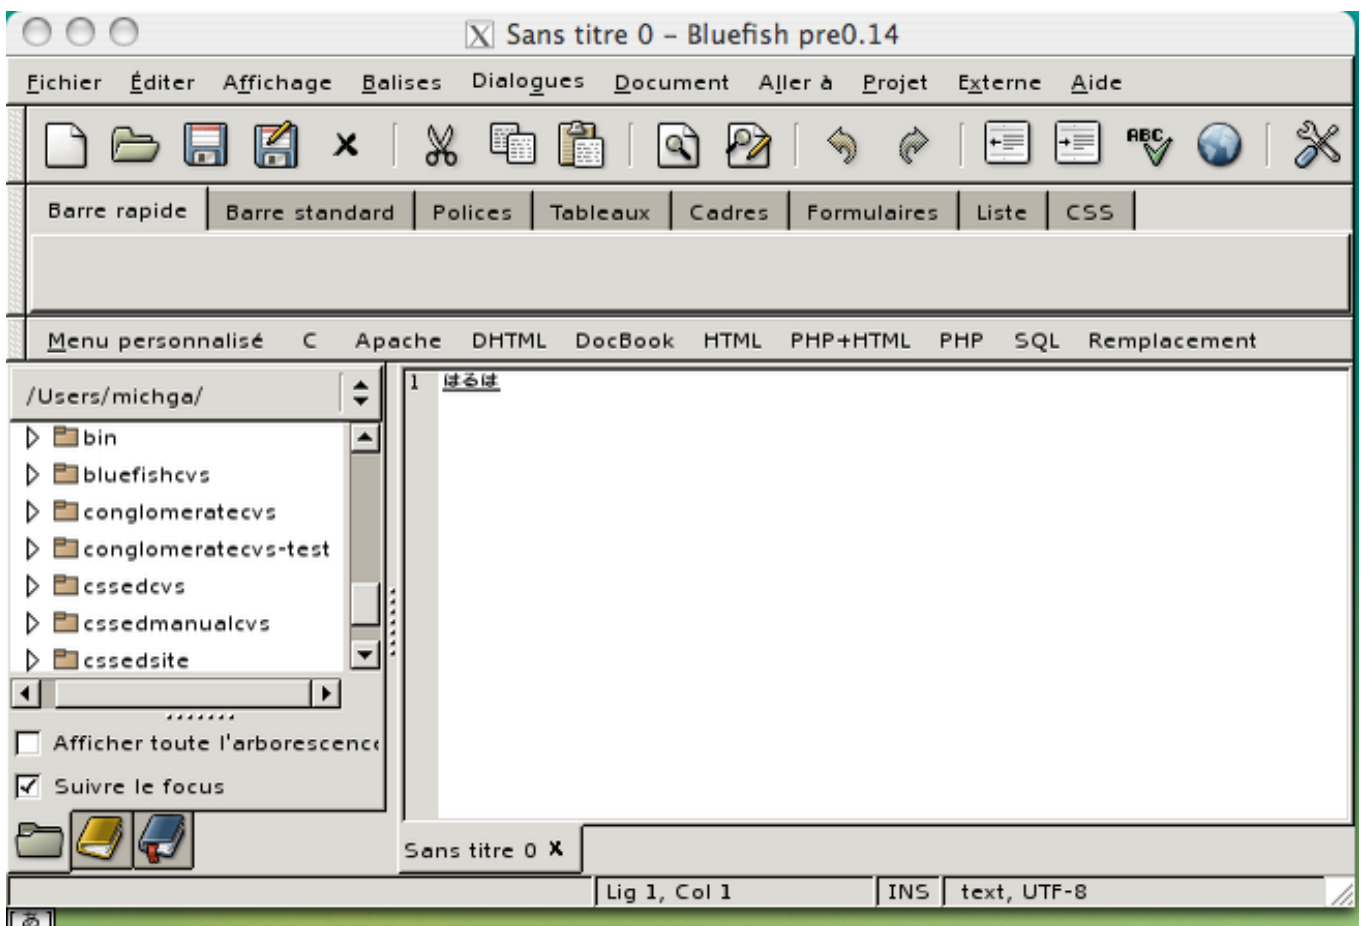 Sans titre 0 – Bluefish pre0.14
Fichier Éditer Affichage Balises Dialogues Document Aller à Projet Externe Aide
ABC
Barre rapide Barre standard Polices Tableaux Cadres Formulaires Liste CSS
Menu personnalisé C Apache DHTML DocBook HTML PHP+HTML PHP SQL Remplacement
/Users/michga/
bin
bluefishcvs
conglomeratecvs
conglomeratecvs-test
cssedcvs
cssedmanualcvs
cssedsite
Afficher toute l'arborescence
Suivre le focus
1 はるは
Sans titre 0
Lig 1, Col 1 INS text, UTF-8
[あ]